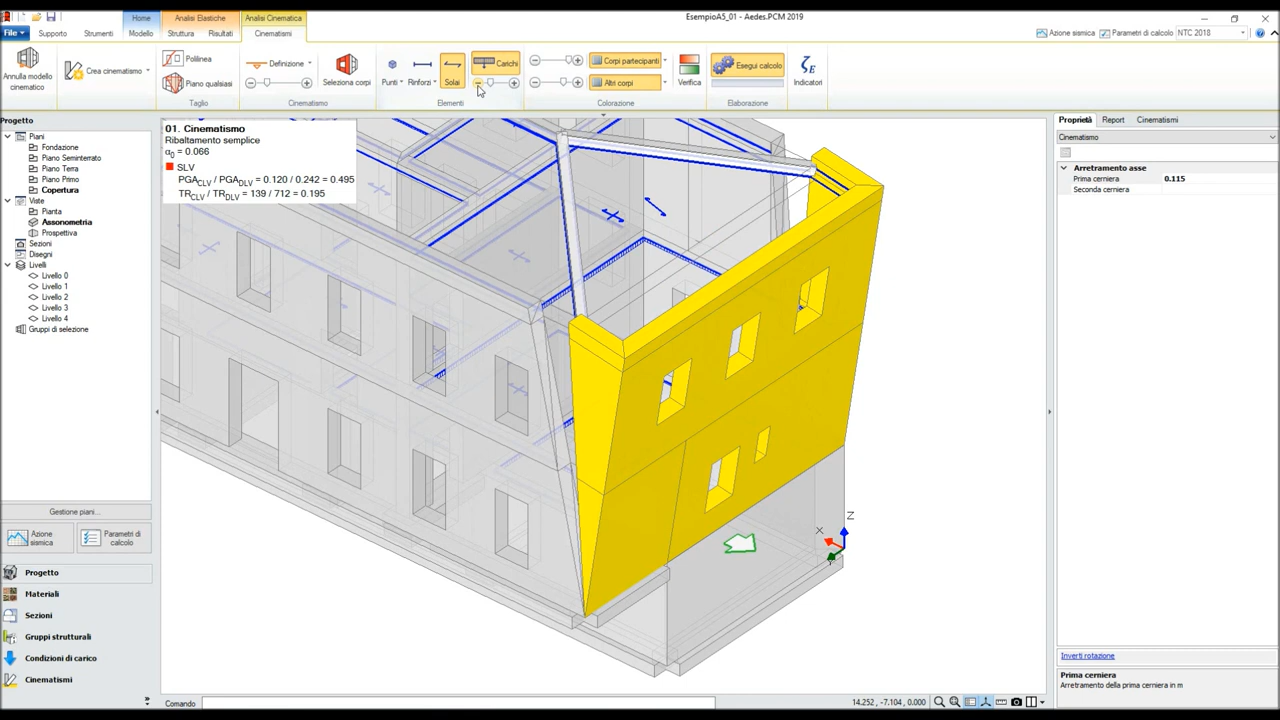 EsempioA5_01 - Aedes.PCM 2019
Home
Analisi Elastiche
Analisi Cinematica
File
Supporto
Strumenti
Modello
Struttura
Risultati
Cinematismi
Azione sismica
Parametri di calcolo
NTC 2018
Annulla modello cinematico
Crea cinematismo
Polilinea
Piano qualsiasi
Taglio
Definizione
Cinematismo
Seleziona corpi
Punti
Rinforzi
Solai
Carichi
Elementi
Corpi partecipanti
Altri corpi
Colorazione
Verifica
Esegui calcolo
Elaborazione
Indicatori
Progetto
Piani
Fondazione
Piano Seminterrato
Piano Terra
Piano Primo
Copertura
Viste
Pianta
Assonometria
Prospettiva
Sezioni
Disegni
Livelli
Livello 0
Livello 1
Livello 2
Livello 3
Livello 4
Gruppi di selezione
Gestione piani...
Azione sismica
Parametri di calcolo
Progetto
Materiali
Sezioni
Gruppi strutturali
Condizioni di carico
Cinematismi
01. Cinematismo
Ribaltamento semplice
α0 = 0.066
SLV
PGACLV / PGADLV = 0.120 / 0.242 = 0.495
TRCLV / TRDLV = 139 / 712 = 0.195
Z
X
Y
Proprietà
Report
Cinematismi
Cinematismo
Arretramento asse
Prima cerniera 0.115
Seconda cerniera
Inverti rotazione
Prima cerniera
Arretramento della prima cerniera in m
Comando
14.252 , -7.104 , 0.000